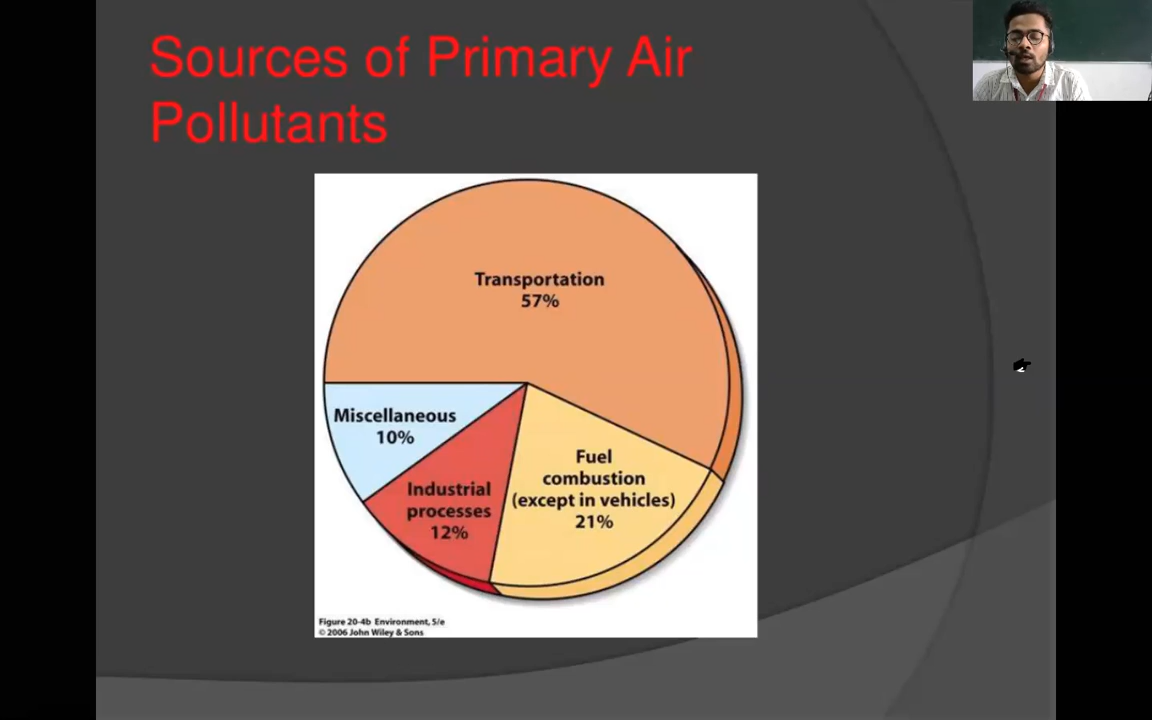 Sources of Primary Air
Pollutants
Transportation
57%
Miscellaneous
10%
Industrial
processes
12%
Fuel
combustion
(except in vehicles)
21%
Figure 20-4b Environment, 5/e
© 2006 John Wiley & Sons